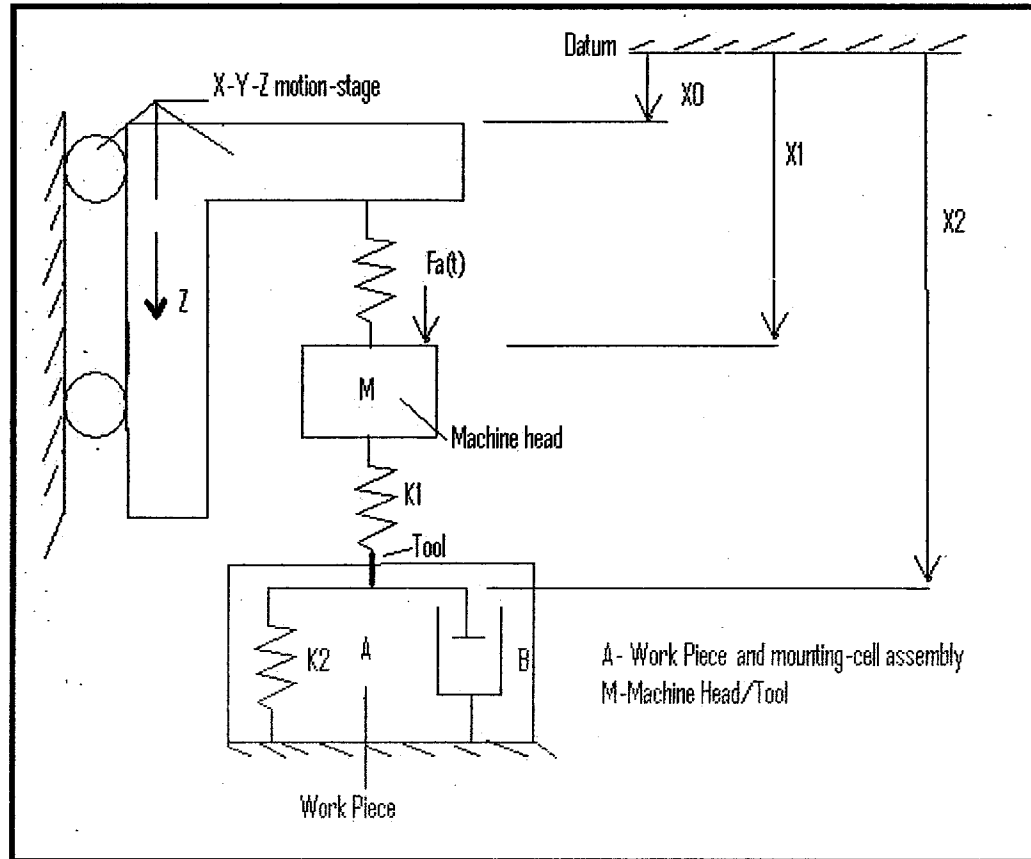 Datum
X-Y-Z motion-stage
X0
X1
X2
Fa(t)
Z
M
Machine head
K1
Tool
K2
A
B
A- Work Piece and mounting-cell assembly
M-Machine Head/Tool
Work Piece